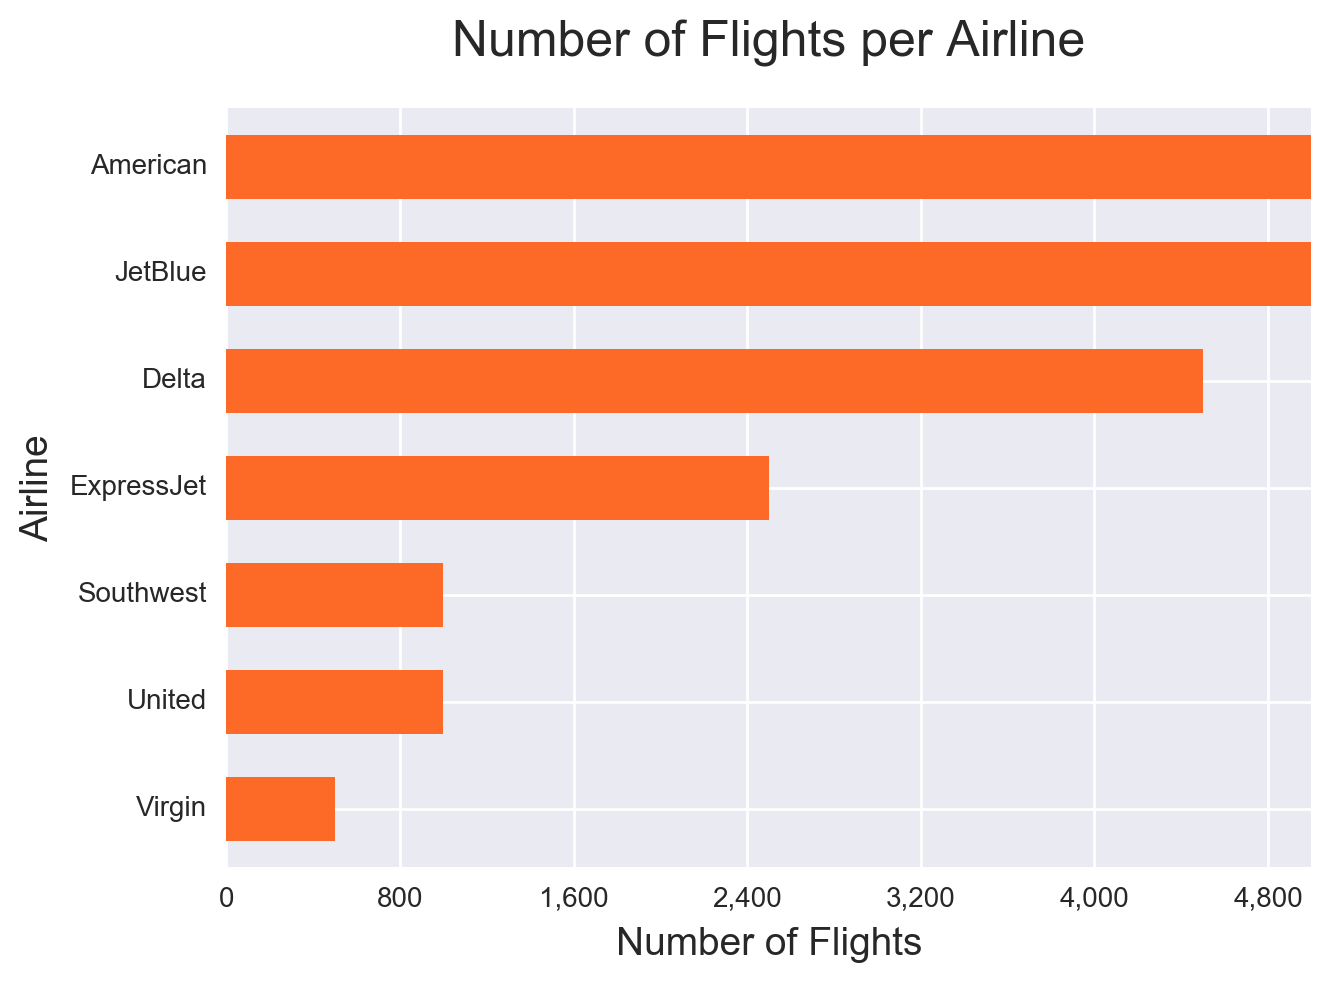 Number of Flights per Airline
American
JetBlue
Delta
ExpressJet
Southwest
United
Virgin
Airline
0 800 1,600 2,400 3,200 4,000 4,800
Number of Flights